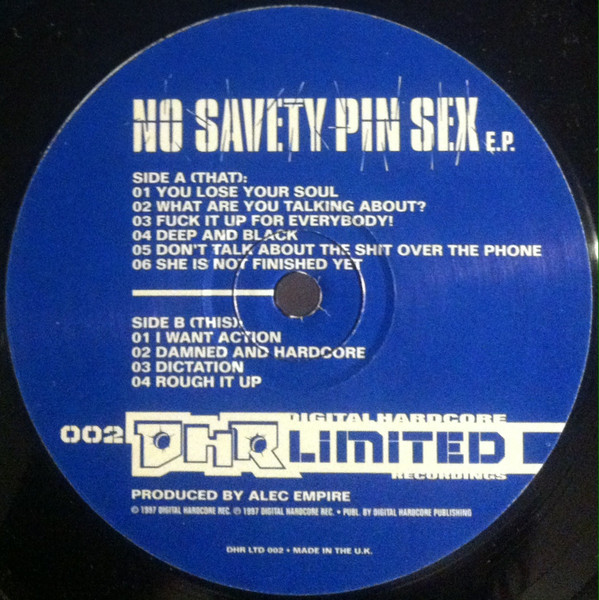 NO SAVETY PIN SEX E.P.
SIDE A (THAT):
01 YOU LOSE YOUR SOUL
02 WHAT ARE YOU TALKING ABOUT?
03 FUCK IT UP FOR EVERYBODY!
04 DEEP AND BLACK
05 DON'T TALK ABOUT THE SHIT OVER THE PHONE
06 SHE IS NOT FINISHED YET
SIDE B (THIS):
01 I WANT ACTION
02 DAMNED AND HARDCORE
03 DICTATION
04 ROUGH IT UP
DIGITAL HARDCORE
002 DHR LIMITED
RECORDINGS
PRODUCED BY ALEC EMPIRE
© 1997 DIGITAL HARDCORE REC. ℗ 1997 DIGITAL HARDCORE REC. • PUBL. BY DIGITAL HARDCORE PUBLISHING
DHR LTD 002 • MADE IN THE U.K.